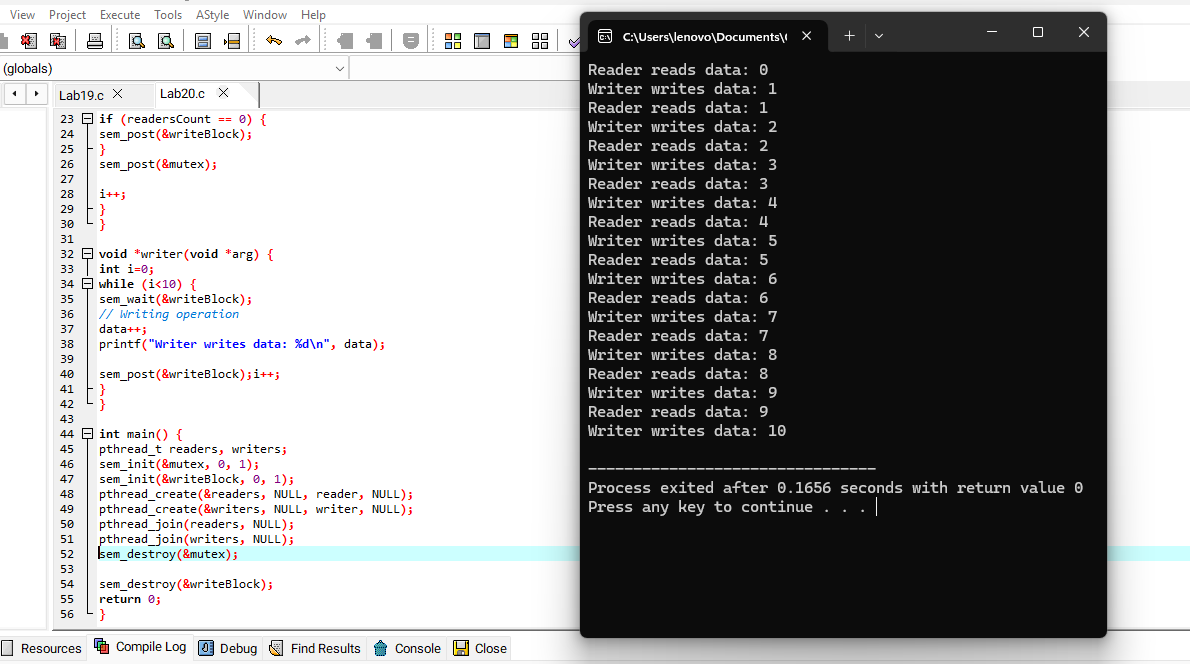 View Project Execute Tools AStyle Window Help
(globals)
Lab19.c Lab20.c
23 if (readersCount == 0) {
24 sem_post(&writeBlock);
25 }
26 sem_post(&mutex);
27
28 i++;
29 }
30 }
31
32 void *writer(void *arg) {
33 int i=0;
34 while (i<10) {
35 sem_wait(&writeBlock);
36 // Writing operation
37 data++;
38 printf("Writer writes data: %d\n", data);
39
40 sem_post(&writeBlock);i++;
41 }
42 }
43
44 int main() {
45 pthread_t readers, writers;
46 sem_init(&mutex, 0, 1);
47 sem_init(&writeBlock, 0, 1);
48 pthread_create(&readers, NULL, reader, NULL);
49 pthread_create(&writers, NULL, writer, NULL);
50 pthread_join(readers, NULL);
51 pthread_join(writers, NULL);
52 sem_destroy(&mutex);
53
54 sem_destroy(&writeBlock);
55 return 0;
56 }
Resources Compile Log Debug Find Results Console Close
C:\Users\lenovo\Documents\
Reader reads data: 0
Writer writes data: 1
Reader reads data: 1
Writer writes data: 2
Reader reads data: 2
Writer writes data: 3
Reader reads data: 3
Writer writes data: 4
Reader reads data: 4
Writer writes data: 5
Reader reads data: 5
Writer writes data: 6
Reader reads data: 6
Writer writes data: 7
Reader reads data: 7
Writer writes data: 8
Reader reads data: 8
Writer writes data: 9
Reader reads data: 9
Writer writes data: 10
--------------------------------
Process exited after 0.1656 seconds with return value 0
Press any key to continue . . .